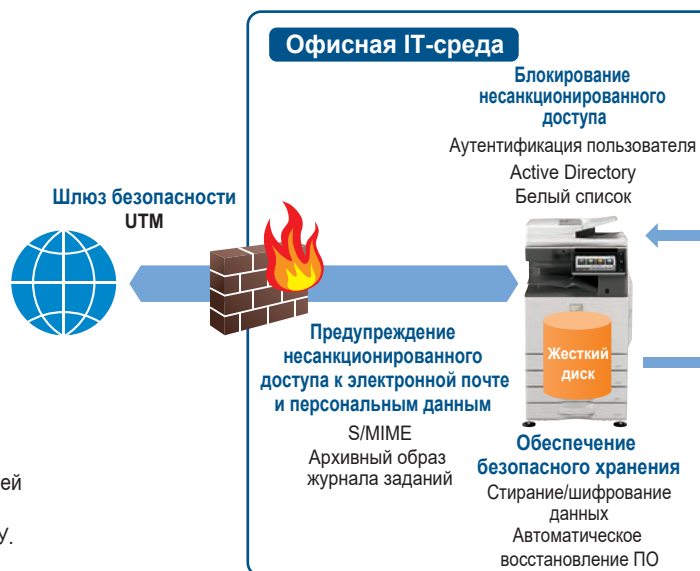 Офисная IT-среда
Блокирование
несанкционированного
доступа
Аутентификация пользователя
Active Directory
Белый список
Шлюз безопасности
UTM
Жесткий
диск
Предупреждение
несанкционированного
доступа к электронной почте
и персональным данным
S/MIME
Архивный образ
журнала заданий
Обеспечение
безопасного хранения
Стирание/шифрование
данных
Автоматическое
восстановление ПО
ей
У.